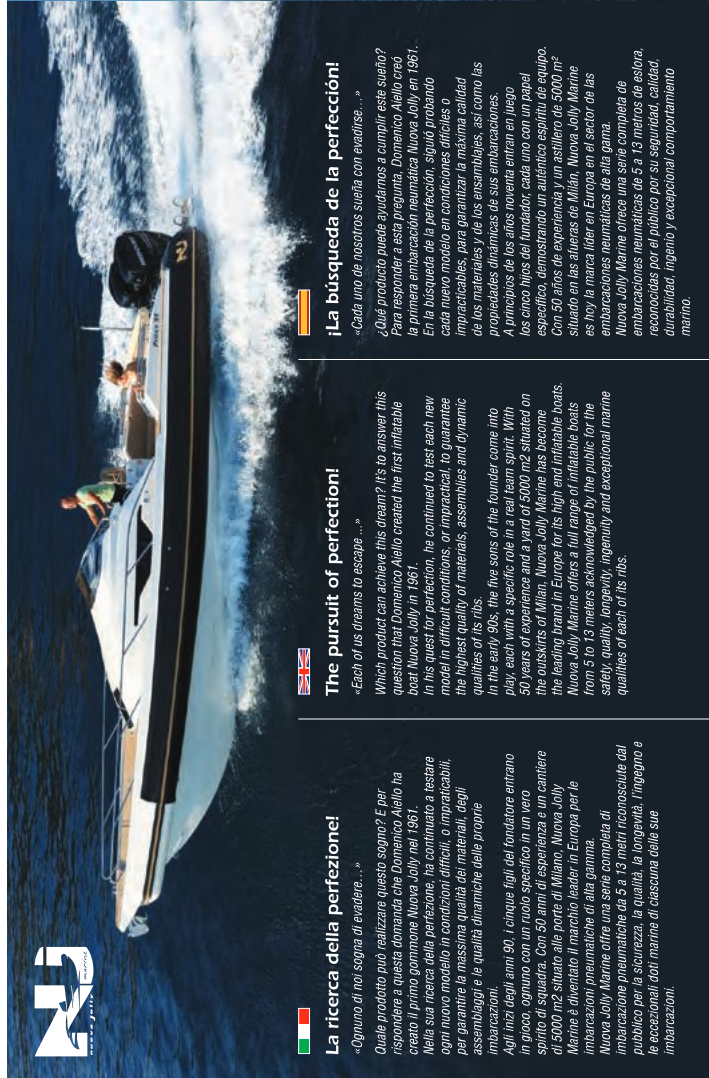 nuova jolly
marine
La ricerca della perfezione!
«Ognuno di noi sogna di evadere…»
Quale prodotto può realizzare questo sogno? E per
rispondere a questa domanda che Domenico Aiello ha
creato il primo gommone Nuova Jolly nel 1961.
Nella sua ricerca della perfezione, ha continuato a testare
ogni nuovo modello in condizioni difficili, o impraticabili,
per garantire la massima qualità dei materiali, degli
assemblaggi e le qualità dinamiche delle proprie
imbarcazioni.
Agli inizi degli anni 90, i cinque figli del fondatore entrano
in gioco, ognuno con un ruolo specifico in un vero
spirito di squadra. Con 50 anni di esperienza e un cantiere
di 5000 m2 situato alle porte di Milano, Nuova Jolly
Marine è diventato il marchio leader in Europa per le
imbarcazioni pneumatiche di alta gamma.
Nuova Jolly Marine offre una serie completa di
imbarcazione pneumatiche da 5 a 13 metri riconosciute dal
pubblico per la sicurezza, la qualità, la longevità, l'ingegno e
le eccezionali doti marine di ciascuna delle sue
imbarcazioni.
The pursuit of perfection!
«Each of us dreams to escape ...»
Which product can achieve this dream? It's to answer this
question that Domenico Aiello created the first inflatable
boat Nuova Jolly in 1961.
In his quest for perfection, he continued to test each new
model in difficult conditions, or impractical, to guarantee
the highest quality of materials, assemblies and dynamic
qualities of its ribs.
In the early 90s, the five sons of the founder come into
play, each with a specific role in a real team spirit. With
50 years of experience and a yard of 5000 m2 situated on
the outskirts of Milan, Nuova Jolly Marine has become
the leading brand in Europe for its high end inflatable boats.
Nuova Jolly Marine offers a full range of inflatable boats
from 5 to 13 meters acknowledged by the public for the
safety, quality, longevity, ingenuity and exceptional marine
qualities of each of its ribs.
¡La búsqueda de la perfección!
«Cada uno de nosotros sueña con evadirse…»
¿Qué producto puede ayudarnos a cumplir este sueño?
Para responder a esta pregunta, Domenico Aiello creó
la primera embarcación neumática Nuova Jolly en 1961.
En la búsqueda de la perfección, siguió probando
cada nuevo modelo en condiciones difíciles o
impracticables, para garantizar la máxima calidad
de los materiales y de los ensamblajes, así como las
propiedades dinámicas de sus embarcaciones.
A principios de los años noventa entran en juego
los cinco hijos del fundador, cada uno con un papel
específico, demostrando un auténtico espíritu de equipo.
Con 50 años de experiencia y un astillero de 5000 m²
situado en las afueras de Milán, Nuova Jolly Marine
es hoy la marca líder en Europa en el sector de las
embarcaciones neumáticas de alta gama.
Nuova Jolly Marine ofrece una serie completa de
embarcaciones neumáticas de 5 a 13 metros de eslora,
reconocidas por el público por su seguridad, calidad,
durabilidad, ingenio y excepcional comportamiento
marino.